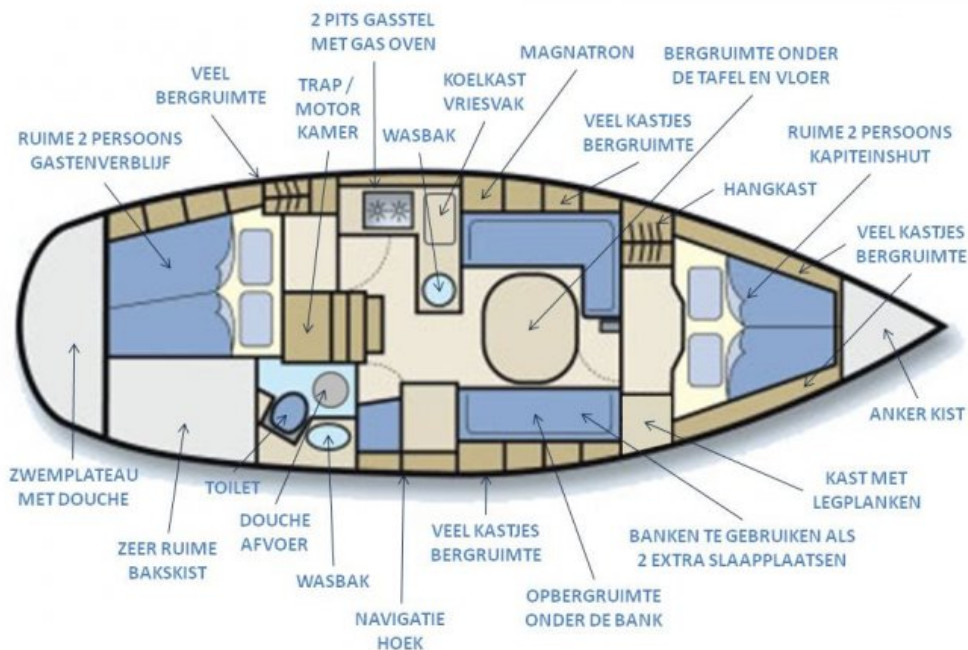 2 PITS GASSTEL
MET GAS OVEN
MAGNATRON
BERGRUIMTE ONDER
DE TAFEL EN VLOER
VEEL
BERGRUIMTE
TRAP /
MOTOR
KAMER
KOELKAST
VRIESVAK
WASBAK
VEEL KASTJES
BERGRUIMTE
RUIME 2 PERSOONS
KAPITEINSHUT
RUIME 2 PERSOONS
GASTENVERBLIJF
HANGKAST
VEEL KASTJES
BERGRUIMTE
ANKER KIST
ZWEMPLATEAU
MET DOUCHE
TOILET
KAST MET
LEGPLANKEN
DOUCHE
AFVOER
VEEL KASTJES
BERGRUIMTE
BANKEN TE GEBRUIKEN ALS
2 EXTRA SLAAPPLAATSEN
ZEER RUIME
BAKSKIST
WASBAK
OPBERGRUIMTE
ONDER DE BANK
NAVIGATIE
HOEK